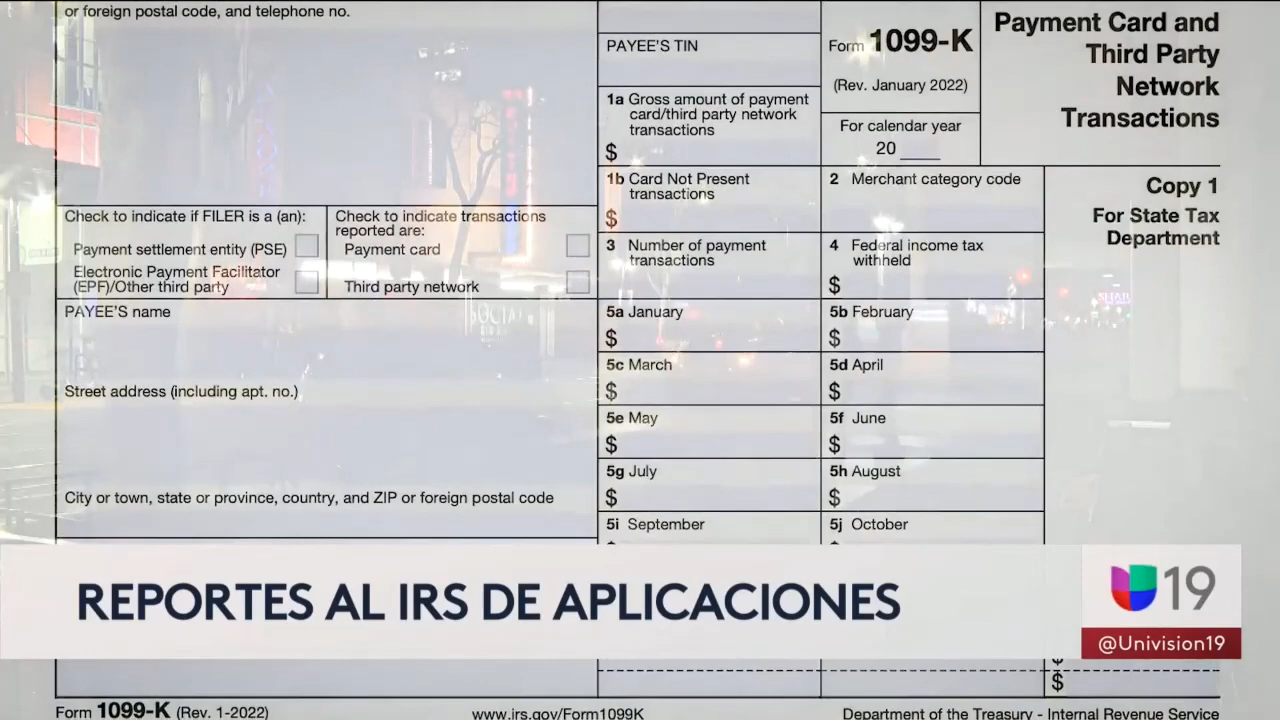 or foreign postal code, and telephone no.
PAYEE'S TIN
Form 1099-K
(Rev. January 2022)
For calendar year
20
Payment Card and
Third Party
Network
Transactions
1a Gross amount of payment
card/third party network
transactions
$
1b Card Not Present
transactions
$
2 Merchant category code
Copy 1
For State Tax
Department
Check to indicate if FILER is a (an):
Payment settlement entity (PSE)
Electronic Payment Facilitator
(EPF)/Other third party
Check to indicate transactions
reported are:
Payment card
Third party network
3 Number of payment
transactions
4 Federal income tax
withheld
$
PAYEE'S name
5a January
$
5b February
$
Street address (including apt. no.)
5c March
$
5d April
$
5e May
$
5f June
$
5g July
$
5h August
$
City or town, state or province, country, and ZIP or foreign postal code
5i September
5j October
REPORTES AL IRS DE APLICACIONES
19
@Univision19
$
Form 1099-K (Rev. 1-2022)
www.irs.gov/Form1099K
Department of the Treasury - Internal Revenue Service